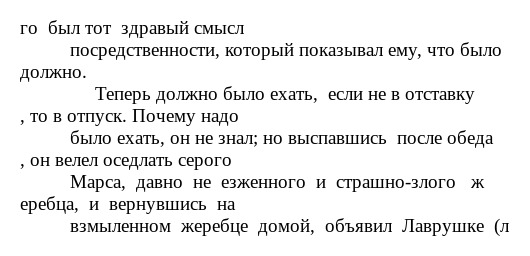 го был тот здравый смысл
посредственности, который показывал ему, что было
должно.
Теперь должно было ехать, если не в отставку
, то в отпуск. Почему надо
было ехать, он не знал; но выспавшись после обеда
, он велел оседлать серого
Марса, давно не езженного и страшно-злого ж
еребца, и вернувшись на
взмыленном жеребце домой, объявил Лаврушке (л